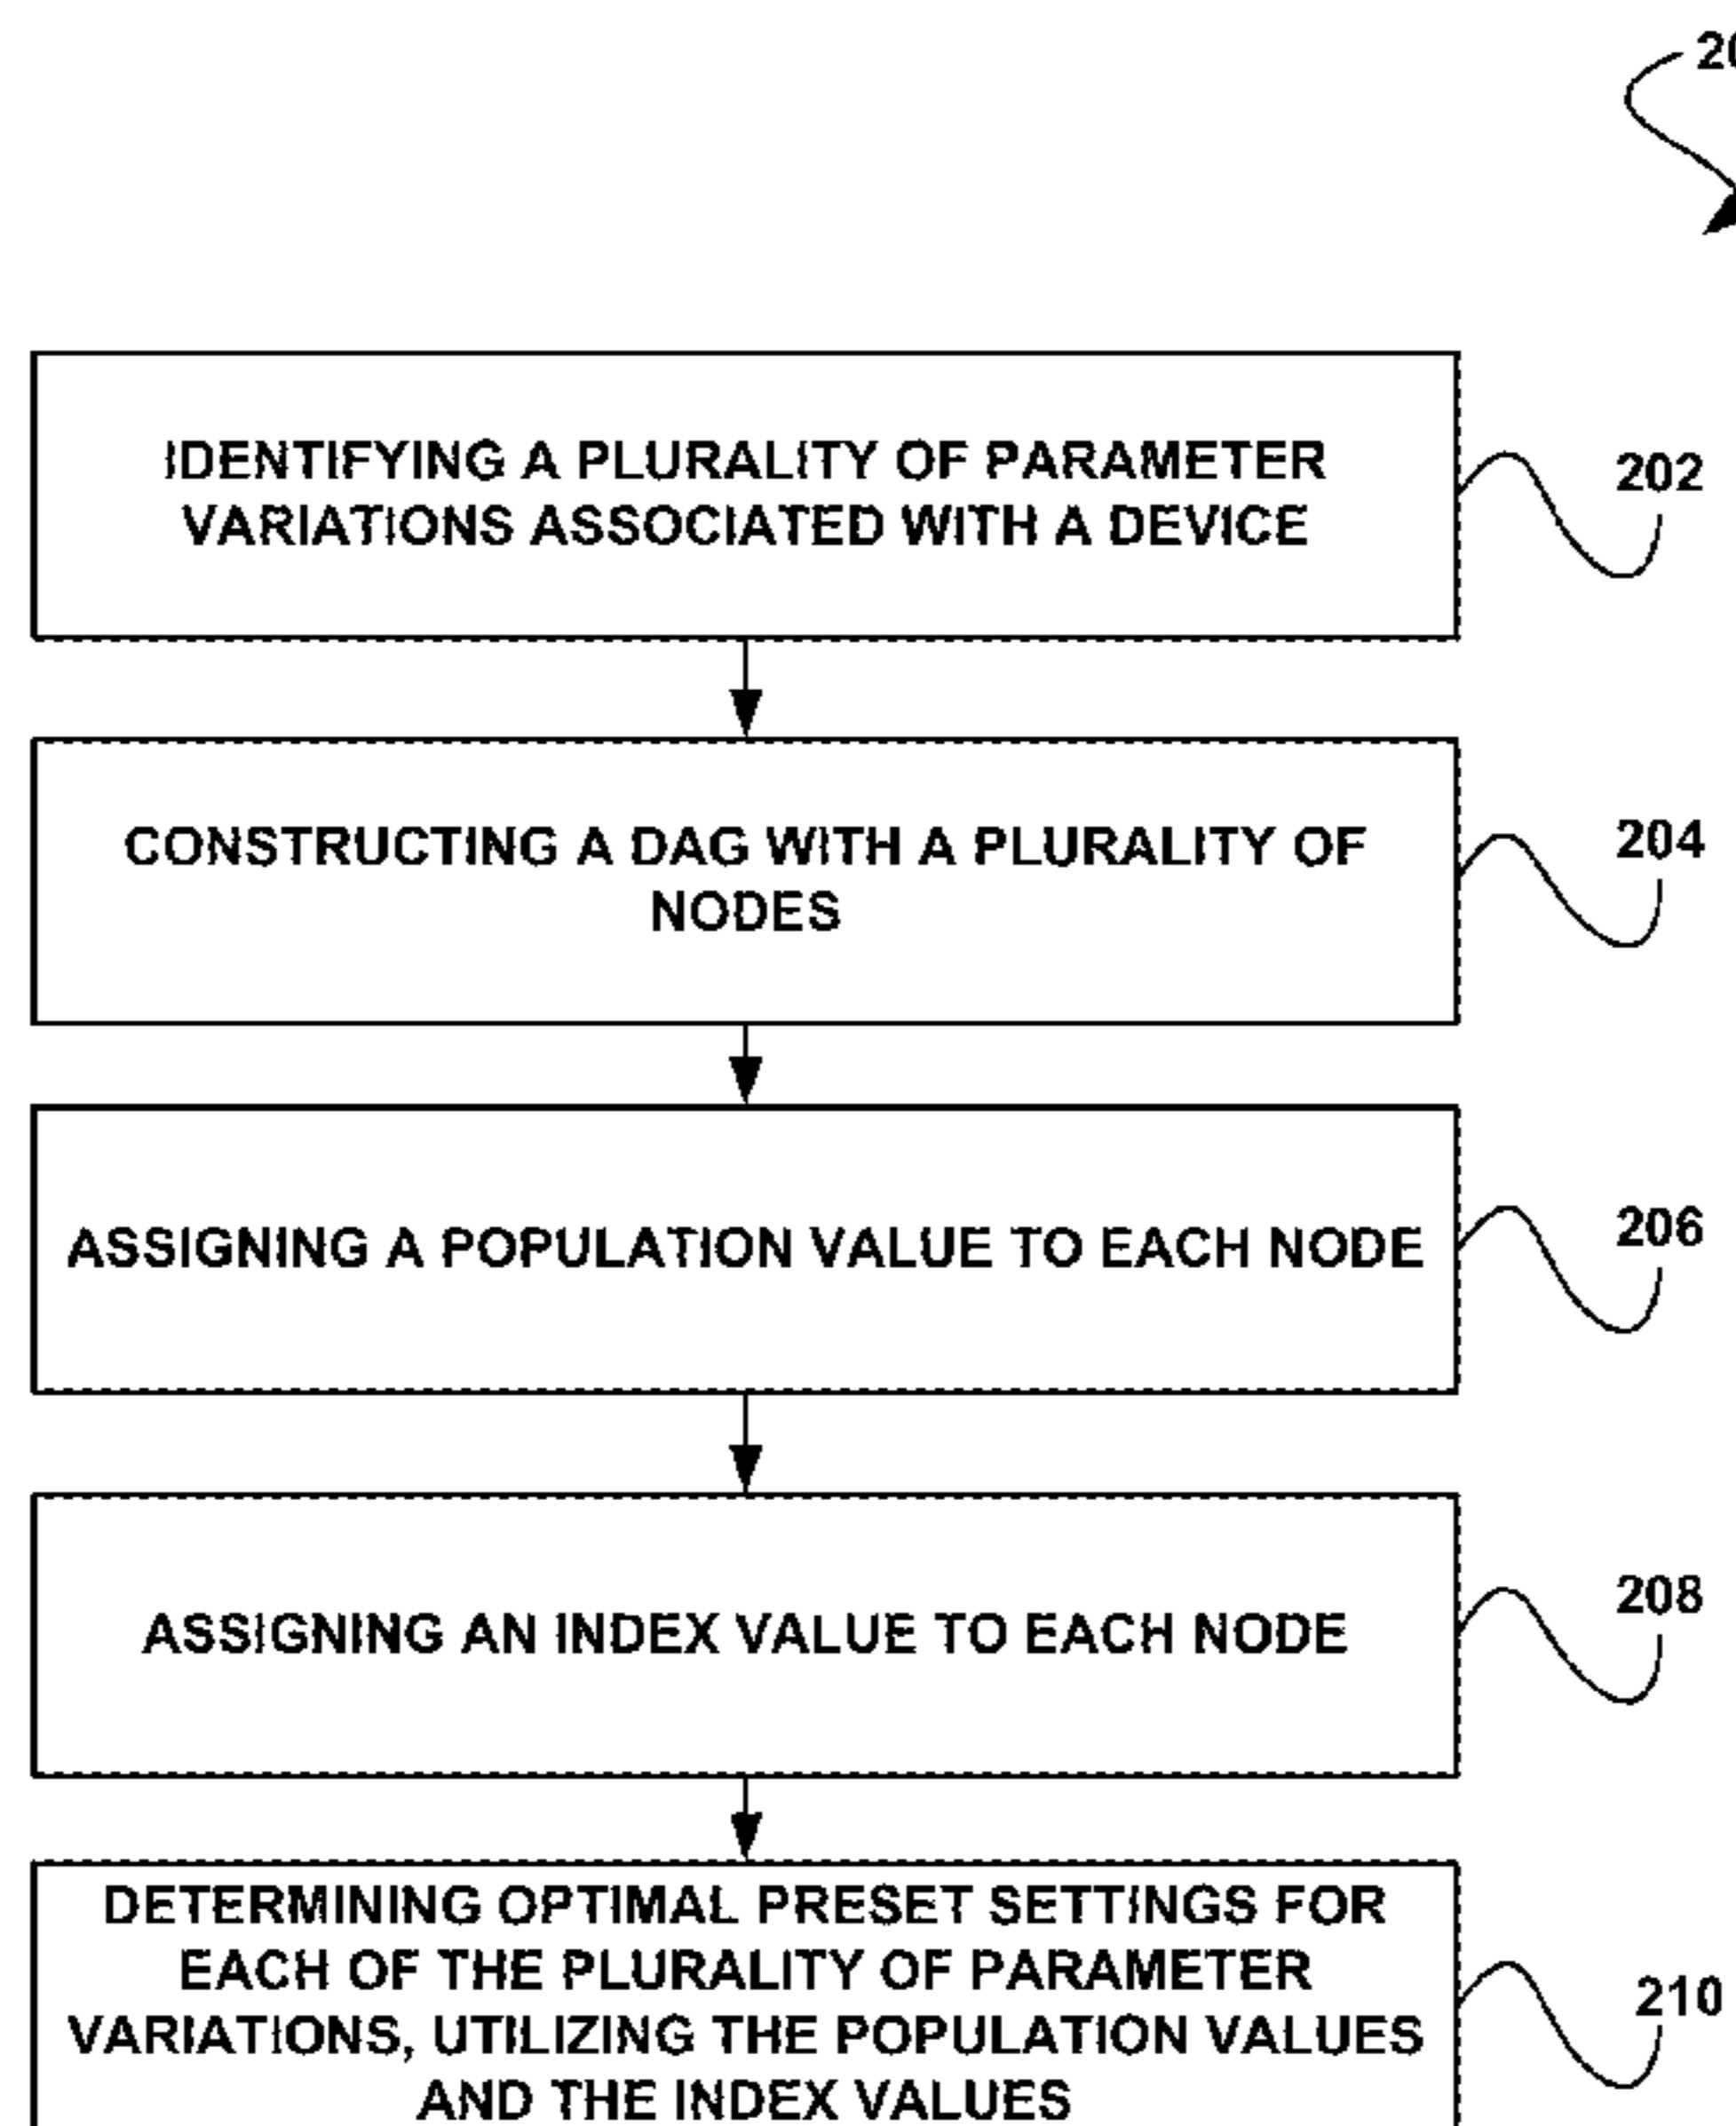 IDENTIFYING A PLURALITY OF PARAMETER
VARIATIONS ASSOCIATED WITH A DEVICE
202
CONSTRUCTING A DAG WITH A PLURALITY OF
NODES
204
ASSIGNING A POPULATION VALUE TO EACH NODE
206
ASSIGNING AN INDEX VALUE TO EACH NODE
208
DETERMINING OPTIMAL PRESET SETTINGS FOR
EACH OF THE PLURALITY OF PARAMETER
VARIATIONS, UTILIZING THE POPULATION VALUES
AND THE INDEX VALUES
210